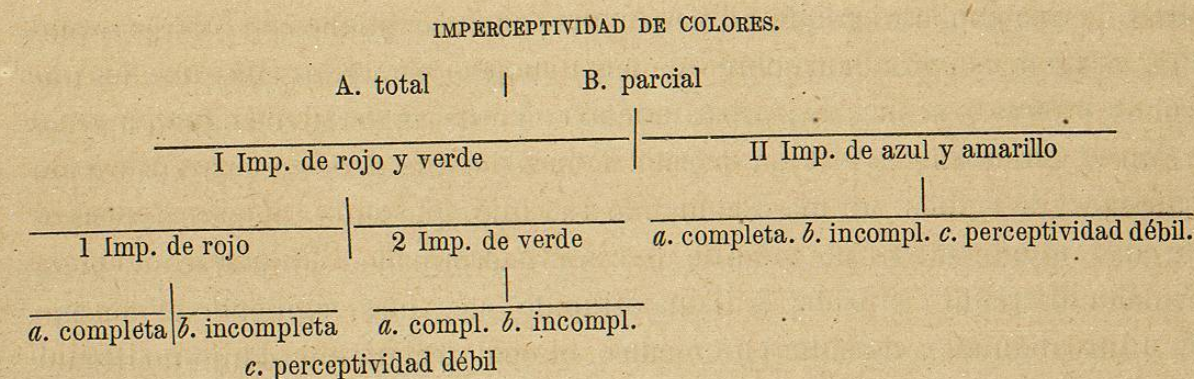 IMPERCEPTIVIDAD DE COLORES.
A. total B. parcial
I Imp. de rojo y verde II Imp. de azul y amarillo
1 Imp. de rojo 2 Imp. de verde a. completa. b. incompl. c. perceptividad débil.
a. completa b. incompleta a. compl. b. incompl.
c. perceptividad débil